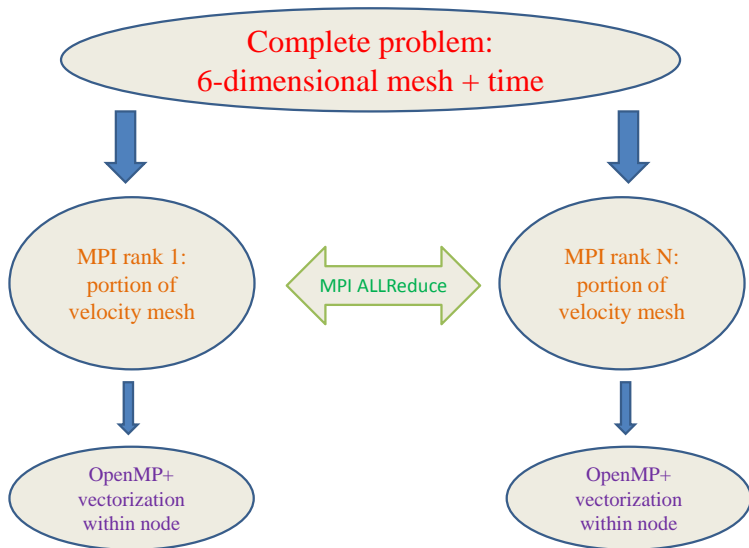 Complete problem:
6-dimensional mesh + time
MPI rank 1:
portion of
velocity mesh
MPI ALLReduce
MPI rank N:
portion of
velocity mesh
OpenMP+
vectorization
within node
OpenMP+
vectorization
within node